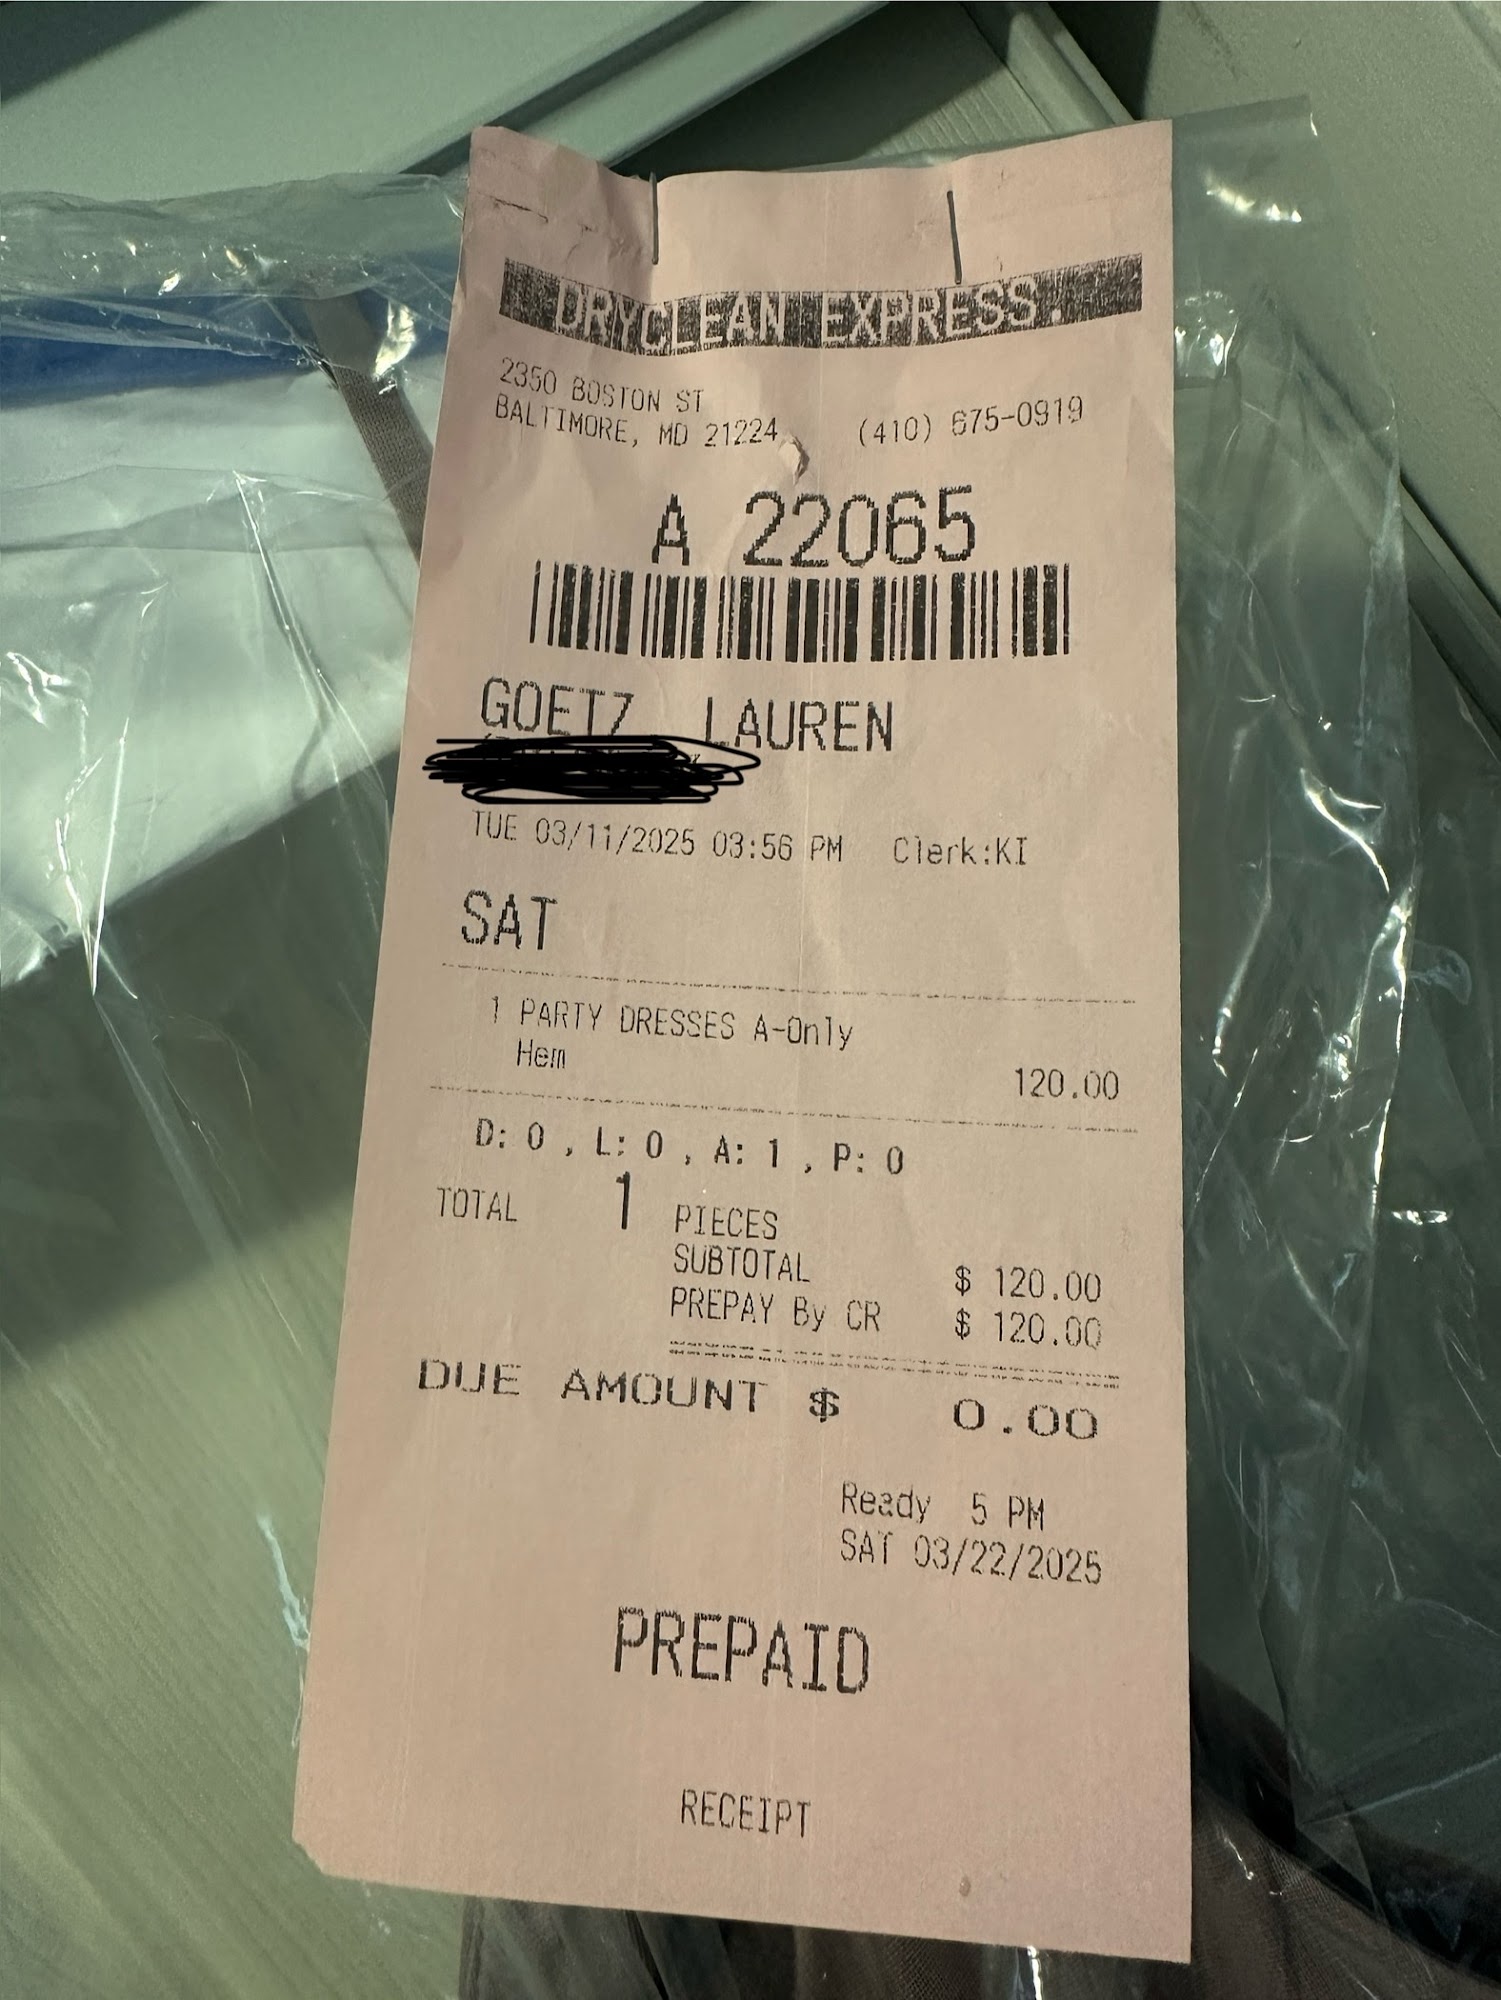 DRYCLEAN EXPRESS.
2350 BOSTON ST
BALTIMORE, MD 21224 (410) 675-0919
A 22065
GOETZ LAUREN
TUE 03/11/2025 03:56 PM Clerk:KI
SAT
1 PARTY DRESSES A-Only
Hem 120.00
D: 0 , L: 0 , A: 1 , P: 0
TOTAL 1 PIECES
SUBTOTAL $ 120.00
PREPAY By CR $ 120.00
DUE AMOUNT $ 0.00
Ready 5 PM
SAT 03/22/2025
PREPAID
RECEIPT